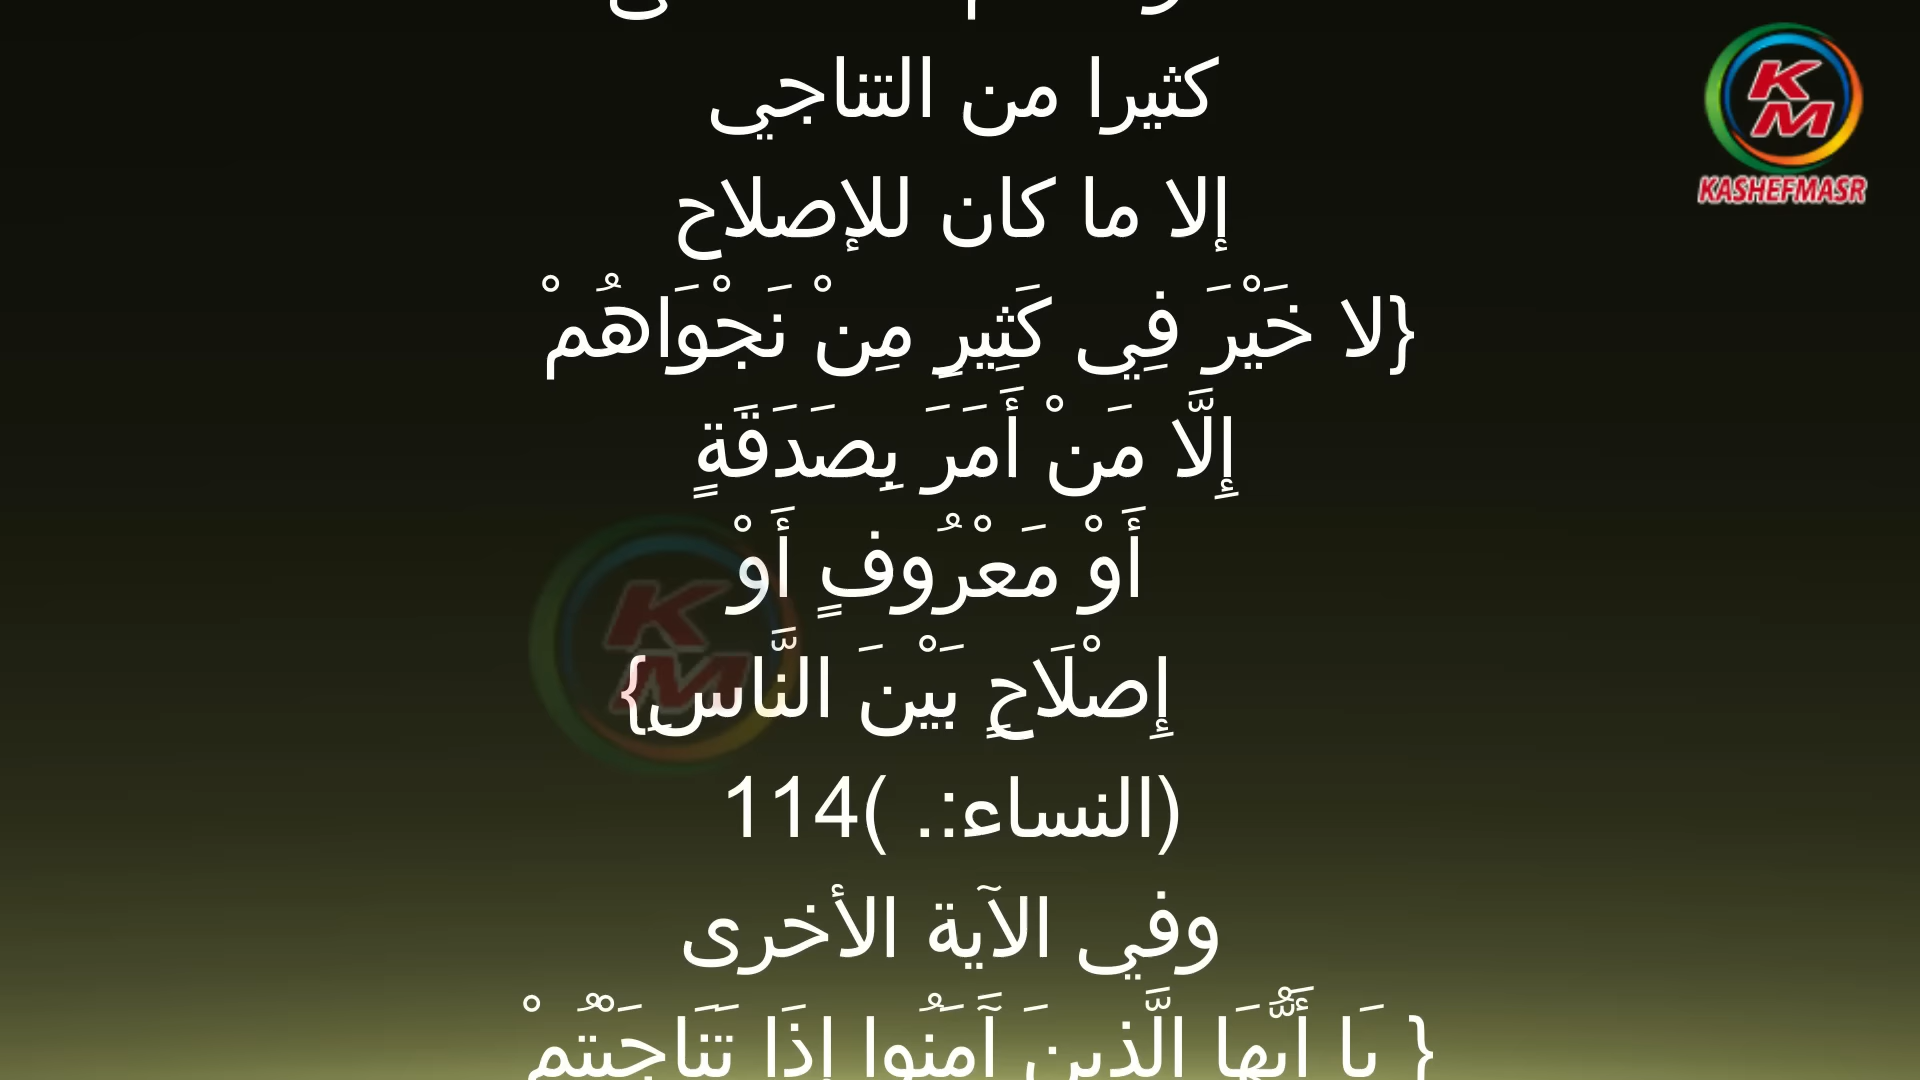 كثيرا من التناجي
إلا ما كان للإصلاح
{لا خَيْرَ فِي كَثِيرٍ مِنْ نَجْوَاهُمْ
إِلَّا مَنْ أَمَرَ بِصَدَقَةٍ
أَوْ مَعْرُوفٍ أَوْ
إِصْلَاحٍ بَيْنَ النَّاسِ}
(النساء:. )114
وفي الآية الأخرى
{ يَا أَيُّهَا الَّذِينَ آَمَنُوا إِذَا تَنَاجَيْتُمْ
KM
KASHEFMASR
KM